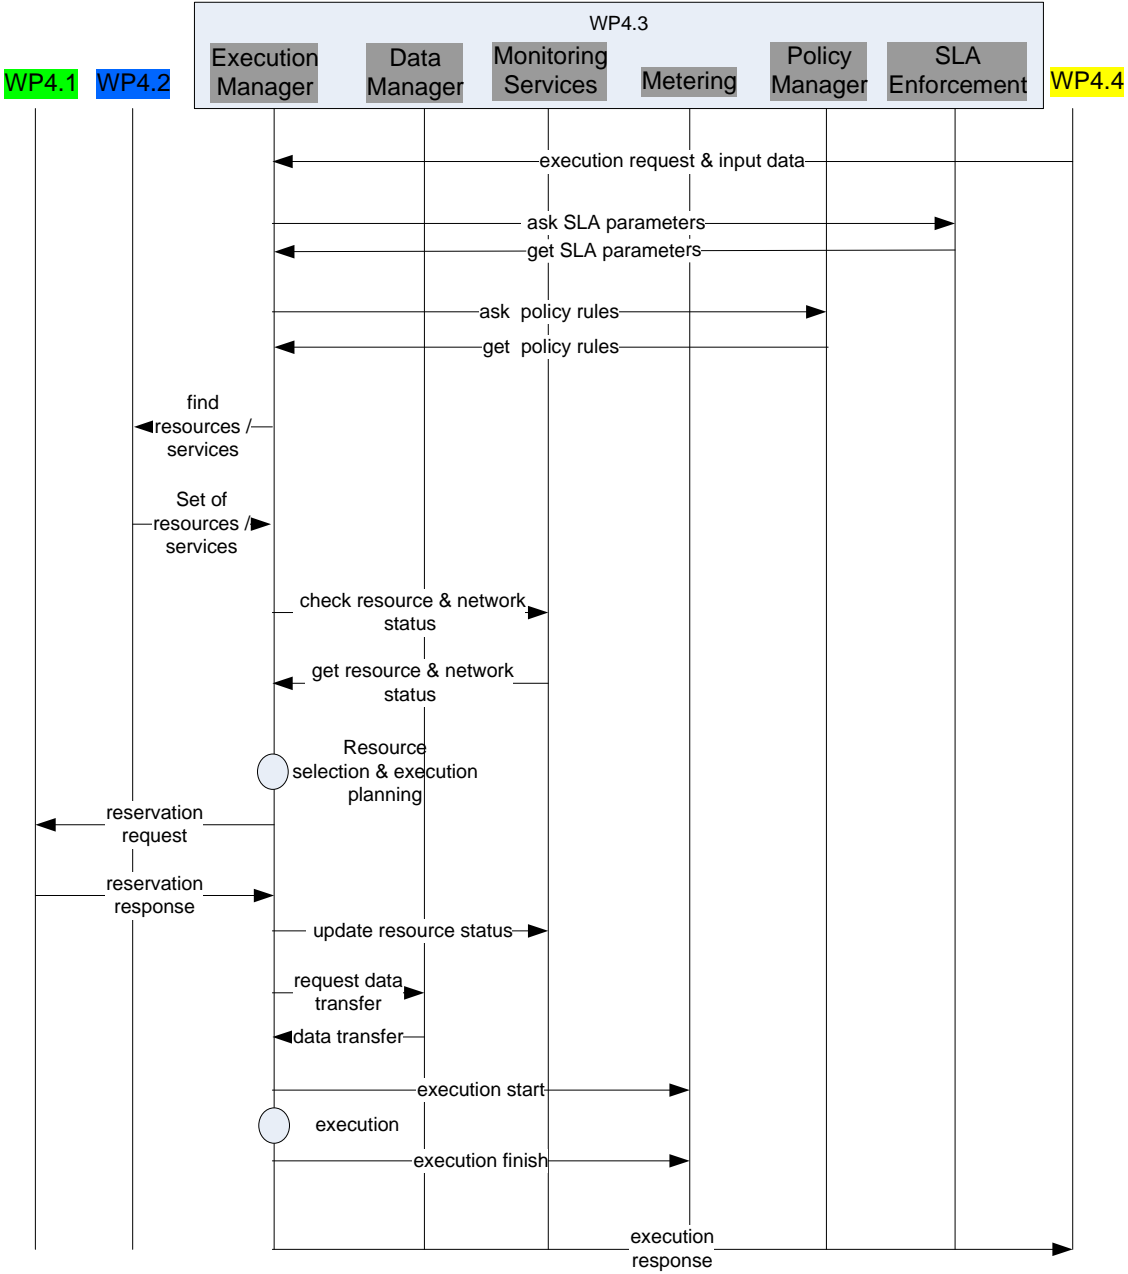 WP4.3
WP4.1
WP4.2
Execution
Manager
Data
Manager
Monitoring
Services
Metering
Policy
Manager
SLA
Enforcement
WP4.4
execution request & input data
ask SLA parameters
get SLA parameters
ask policy rules
get policy rules
find
resources /
services
Set of
resources /
services
check resource & network
status
get resource & network
status
Resource
selection & execution
planning
reservation
request
reservation
response
update resource status
request data
transfer
data transfer
execution start
execution
execution finish
execution
response